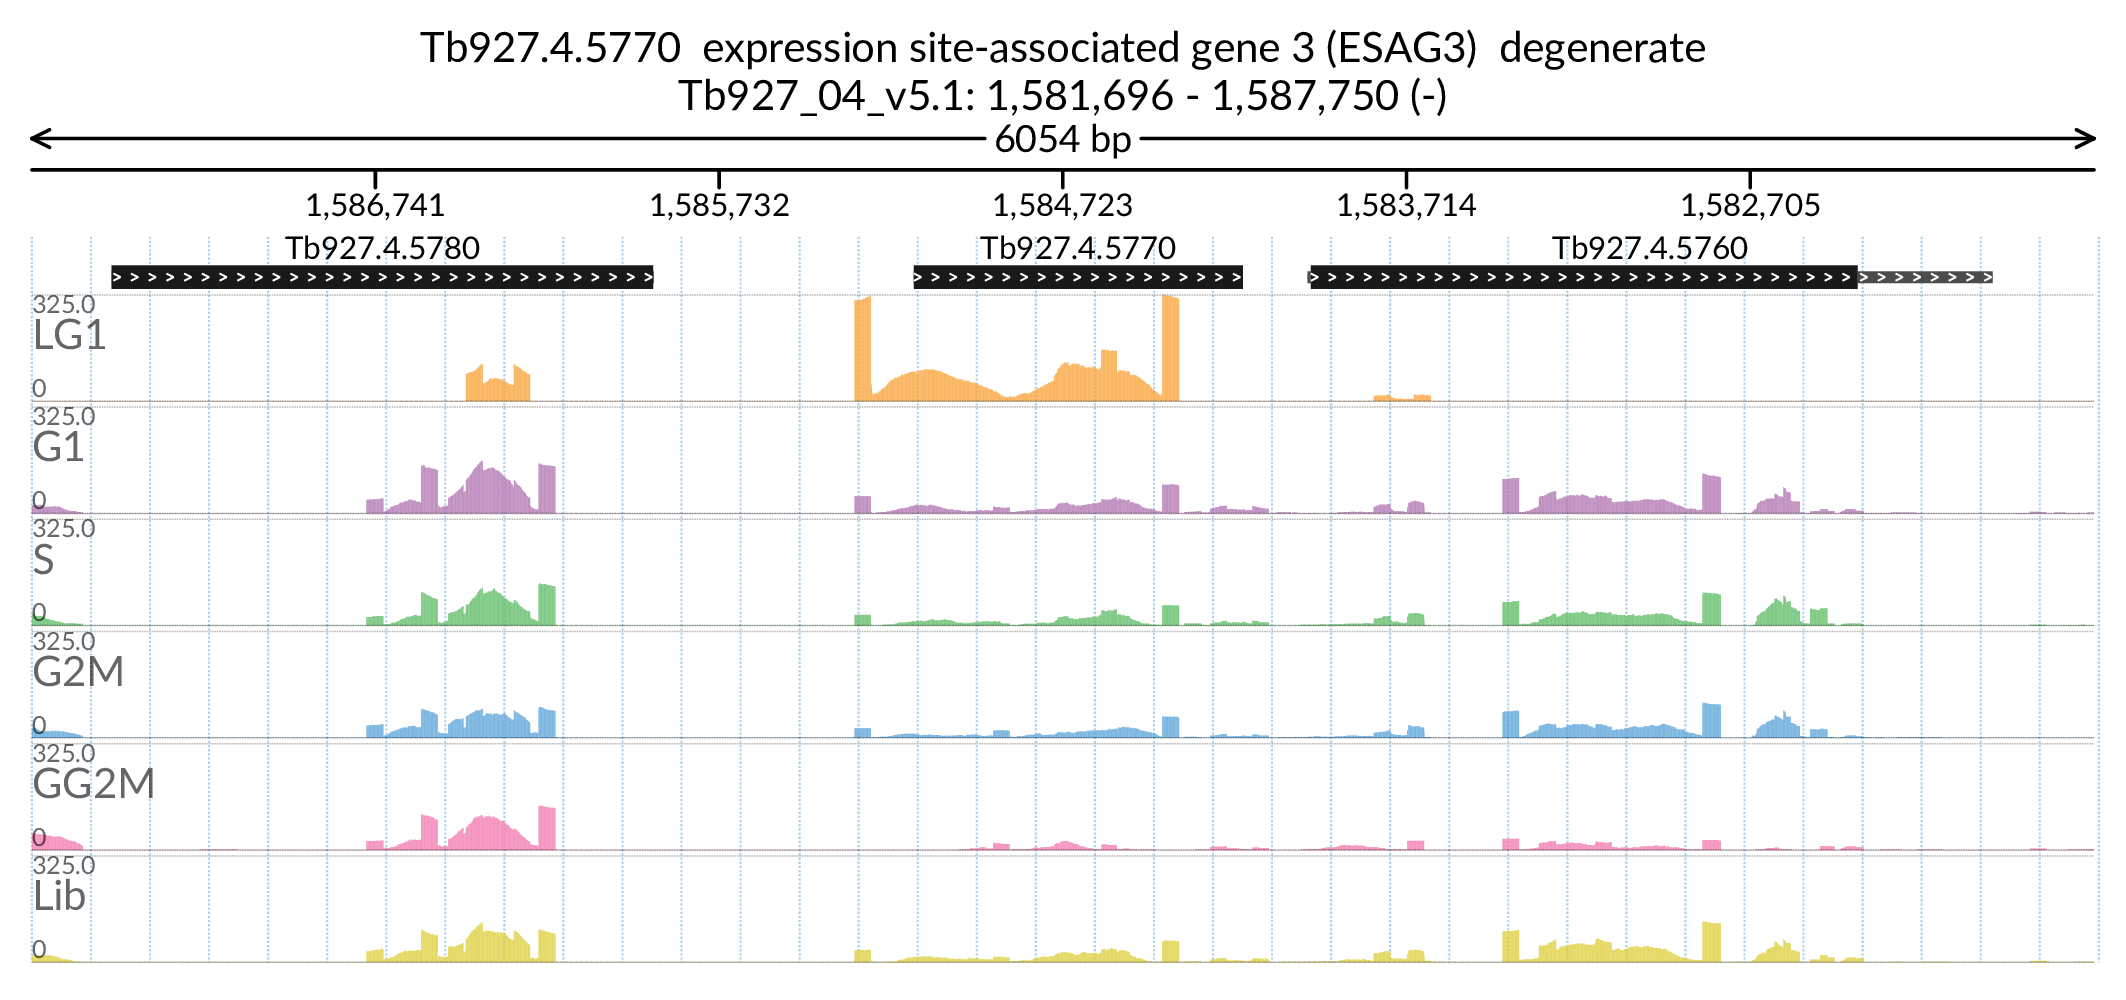 Tb927.4.5770 expression site-associated gene 3 (ESAG3) degenerate
Tb927_04_v5.1: 1,581,696 - 1,587,750 (-)
6054 bp
1,586,741 1,585,732 1,584,723 1,583,714 1,582,705
Tb927.4.5780 Tb927.4.5770 Tb927.4.5760
325.0
LG1
0
325.0
G1
0
325.0
S
0
325.0
G2M
0
325.0
GG2M
0
325.0
Lib
0